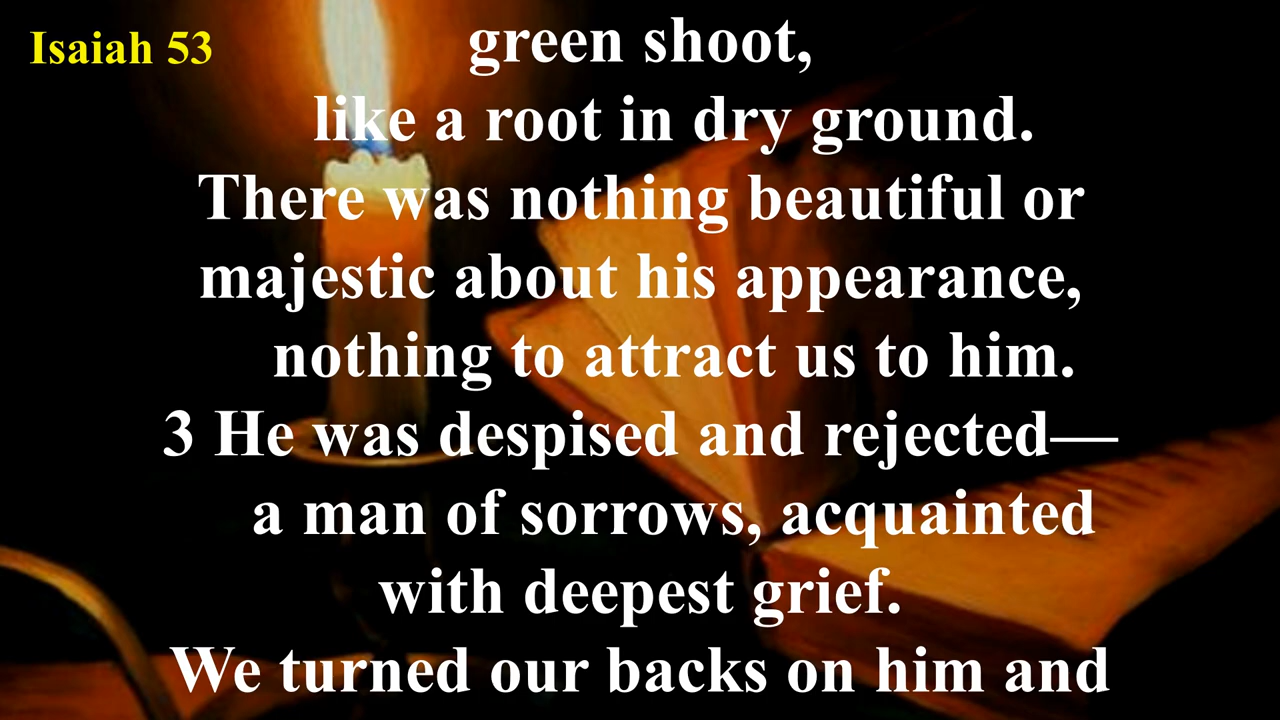 Isaiah 53
green shoot,
like a root in dry ground.
There was nothing beautiful or
majestic about his appearance,
nothing to attract us to him.
3 He was despised and rejected—
a man of sorrows, acquainted
with deepest grief.
We turned our backs on him and